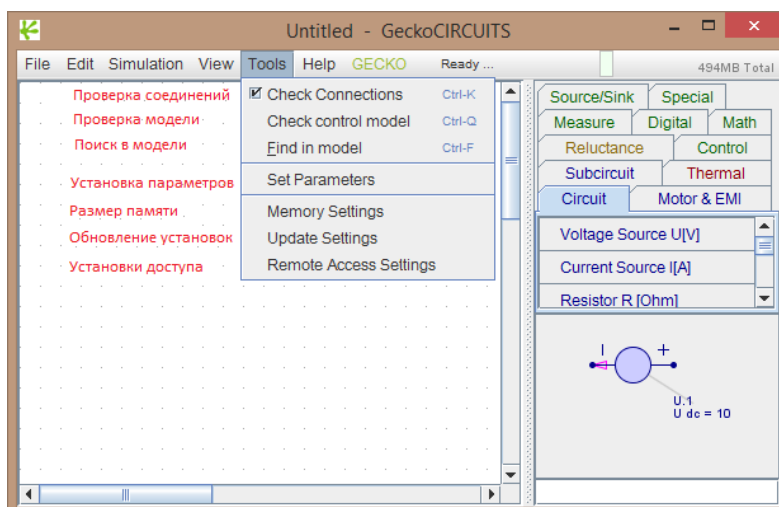 Untitled - GeckoCIRCUITS
File Edit Simulation View Tools Help GECKO Ready ...
494MB Total
Проверка соединений
Проверка модели
Поиск в модели
Установка параметров
Размер памяти
Обновление установок
Установки доступа
Check Connections Ctrl-K
Check control model Ctrl-Q
Find in model Ctrl-F
Set Parameters
Memory Settings
Update Settings
Remote Access Settings
Source/Sink Special
Measure Digital Math
Reluctance Control
Subcircuit Thermal
Circuit Motor & EMI
Voltage Source U[V]
Current Source I[A]
Resistor R [Ohm]
I +
U.1
U dc = 10